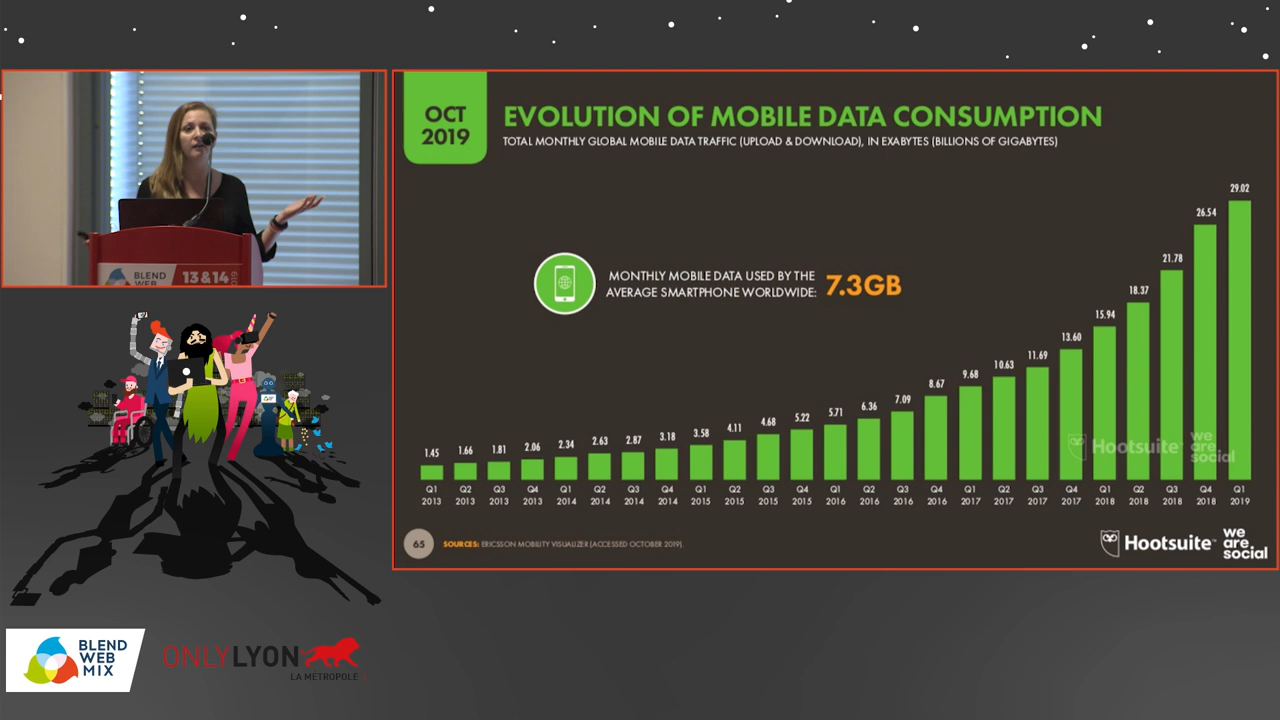 OCT
2019
EVOLUTION OF MOBILE DATA CONSUMPTION
TOTAL MONTHLY GLOBAL MOBILE DATA TRAFFIC (UPLOAD & DOWNLOAD), IN EXABYTES (BILLIONS OF GIGABYTES)
MONTHLY MOBILE DATA USED BY THE
AVERAGE SMARTPHONE WORLDWIDE: 7.3GB
1.45 1.66 1.81 2.06 2.34 2.63 2.87 3.18 3.58 4.11 4.68 5.22 5.71 6.36 7.09 8.67 9.68 10.63 11.69 13.60 15.94 18.37 21.78 26.54 29.02
Q1 Q2 Q3 Q4 Q1 Q2 Q3 Q4 Q1 Q2 Q3 Q4 Q1 Q2 Q3 Q4 Q1 Q2 Q3 Q4 Q1 Q2 Q3 Q4 Q1
2013 2013 2013 2013 2014 2014 2014 2014 2015 2015 2015 2015 2016 2016 2016 2016 2017 2017 2017 2017 2018 2018 2018 2018 2019
Hootsuite™ we are social
65 SOURCES: ERICSSON MOBILITY VISUALIZER (ACCESSED OCTOBER 2019).
Hootsuite™
we
are
social
BLEND
WEB
13 & 14
BLEND
WEB
MIX
ONLYLYON
LA MÉTROPOLE